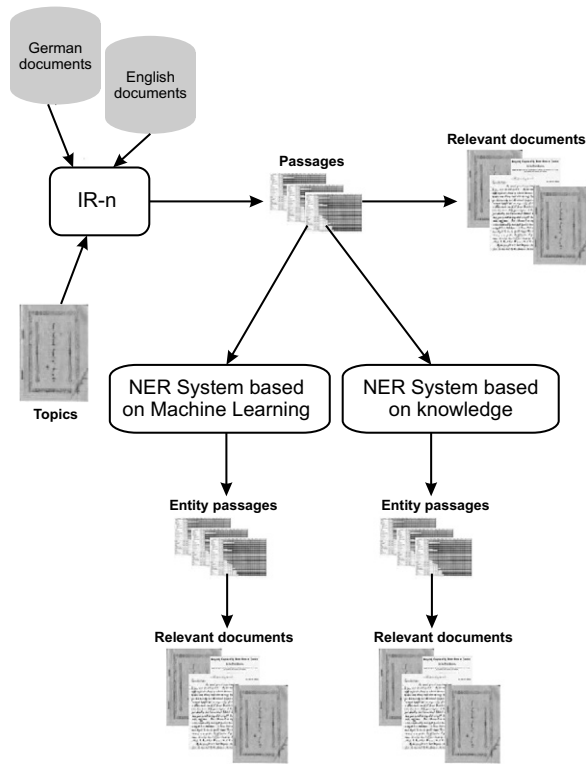 German
documents
English
documents
Relevant documents
Passages
IR-n
Topics
NER System based
on Machine Learning
NER System based
on knowledge
Entity passages
Entity passages
Relevant documents
Relevant documents